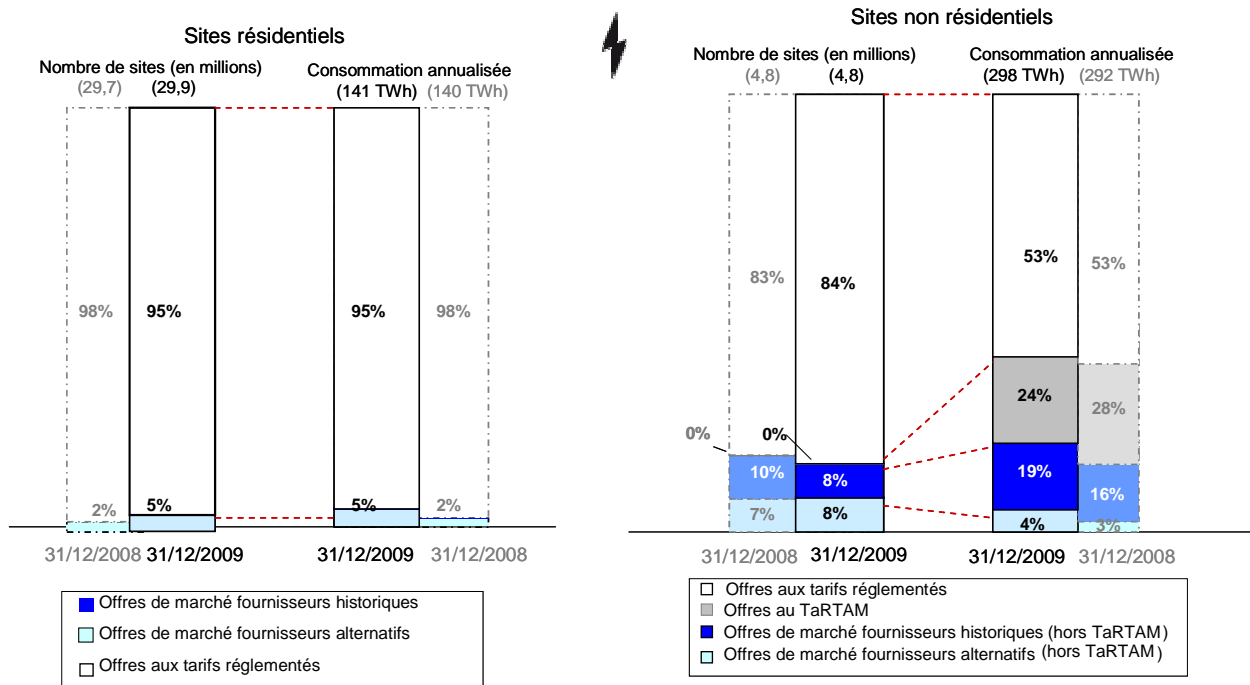 Sites résidentiels
Nombre de sites (en millions)
(29,7) (29,9)
Consommation annualisée
(141 TWh) (140 TWh)
98%
95%
95%
98%
2%
5%
5%
2%
31/12/2008 31/12/2009 31/12/2009 31/12/2008
Offres de marché fournisseurs historiques
Offres de marché fournisseurs alternatifs
Offres aux tarifs réglementés
Sites non résidentiels
Nombre de sites (en millions)
(4,8) (4,8)
Consommation annualisée
(298 TWh) (292 TWh)
83%
84%
53%
53%
0%
0%
24%
28%
10%
8%
19%
16%
7%
8%
4%
3%
31/12/2008 31/12/2009 31/12/2009 31/12/2008
Offres aux tarifs réglementés
Offres au TaRTAM
Offres de marché fournisseurs historiques (hors TaRTAM)
Offres de marché fournisseurs alternatifs (hors TaRTAM)